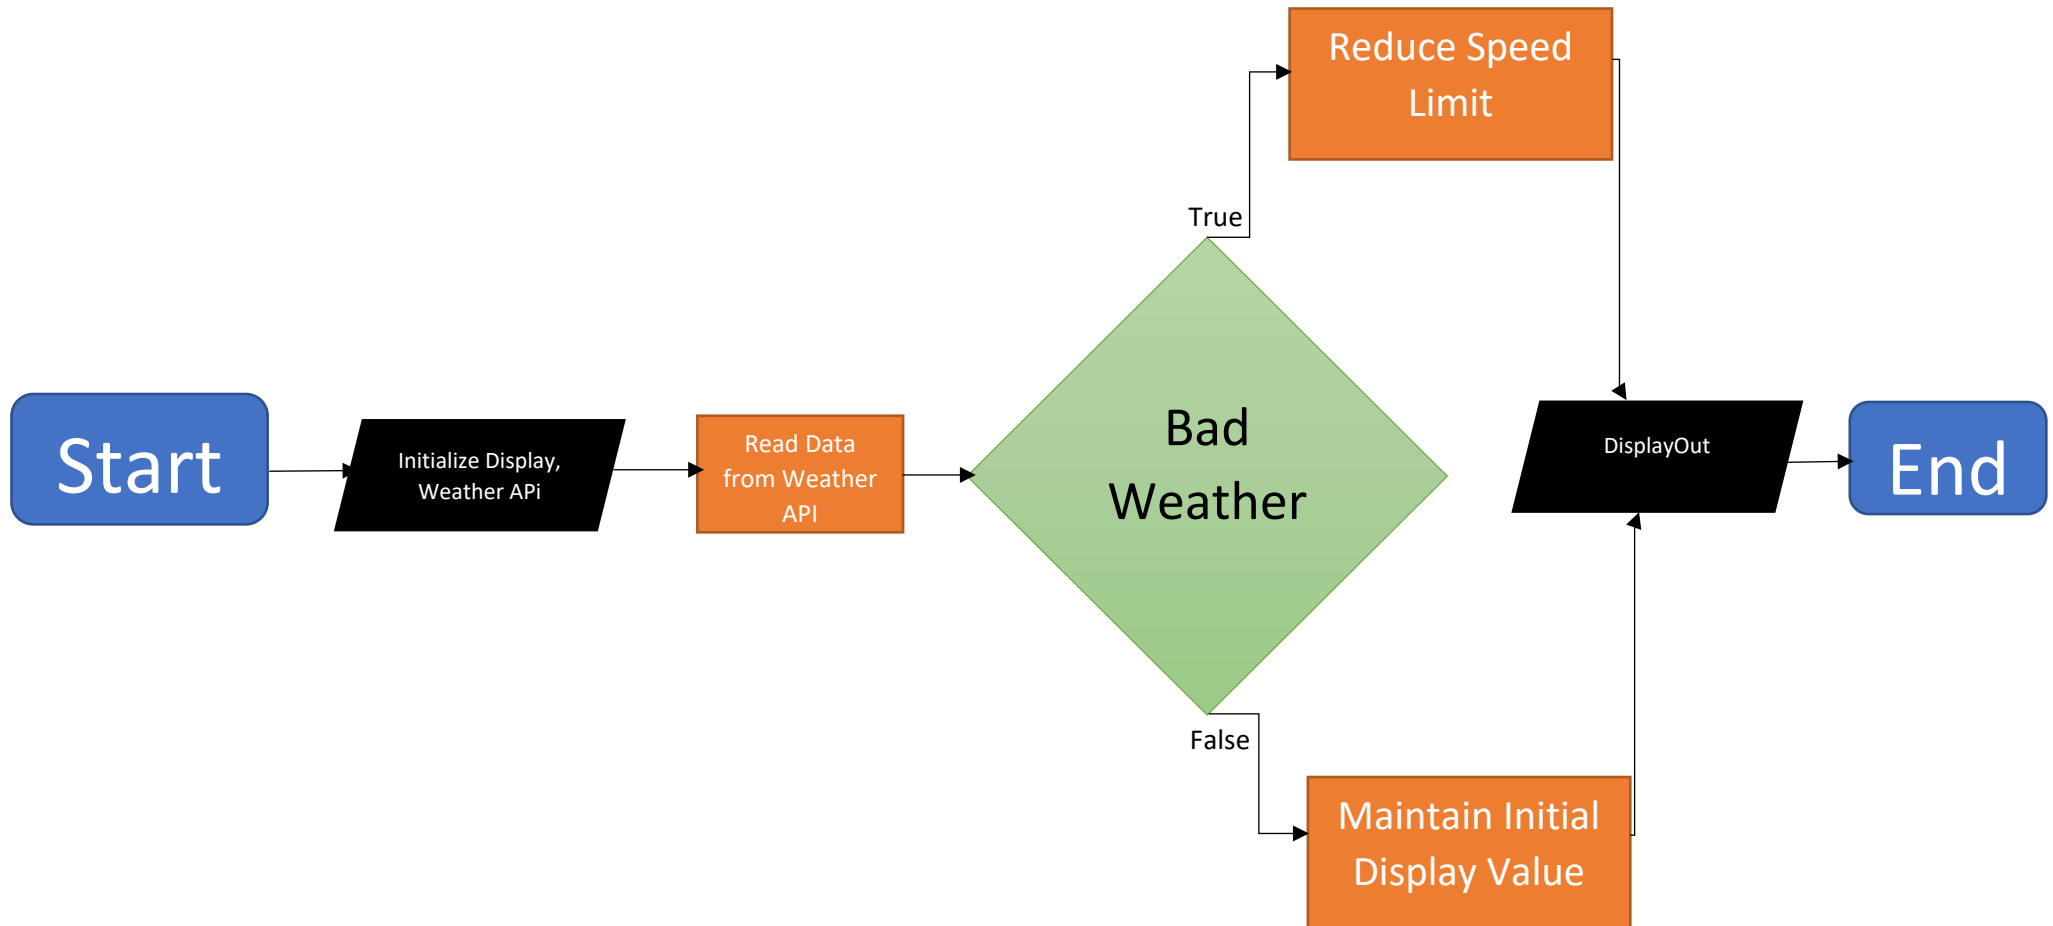 Start
Initialize Display,
Weather APi
Read Data
from Weather
API
Bad
Weather
True
Reduce Speed
Limit
False
Maintain Initial
Display Value
DisplayOut
End